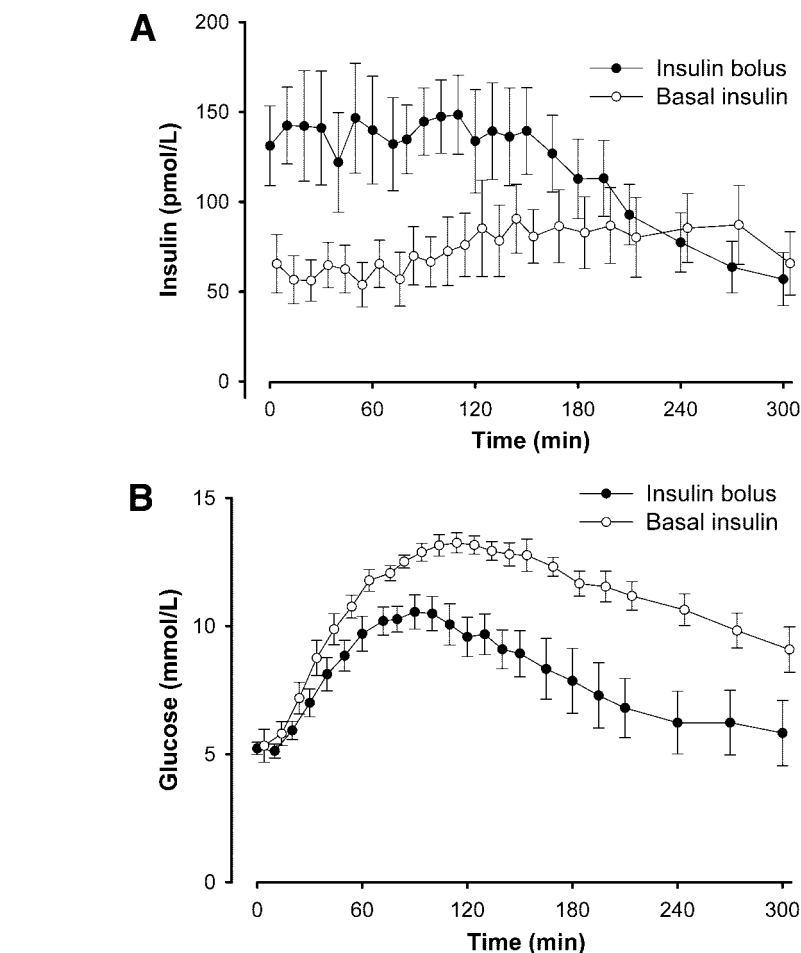 A
200
150
100
50
0
Insulin (pmol/L)
Insulin bolus
Basal insulin
0 60 120 180 240 300
Time (min)
B
15
10
5
0
Glucose (mmol/L)
Insulin bolus
Basal insulin
0 60 120 180 240 300
Time (min)